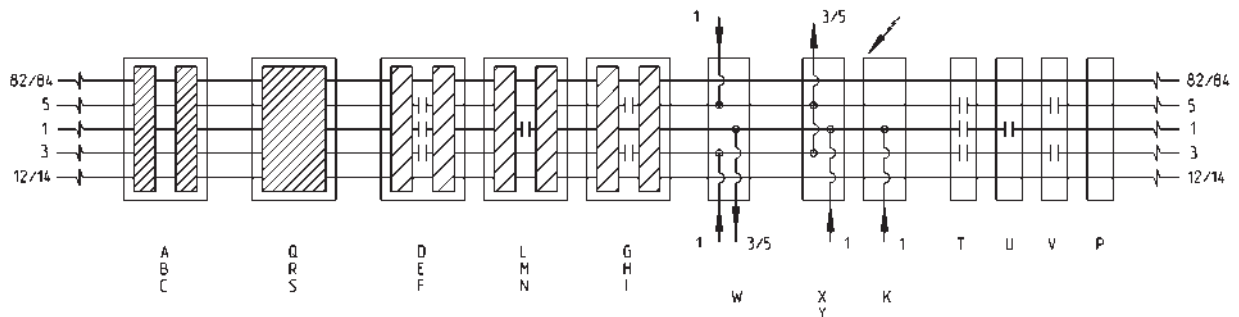 1 3/5
82/84 82/84
5 5
1 1
3 3
12/14 12/14
1 3/5 1 1
A Q D L G T U V P
B R E M H
C S F N I
W X K
Y